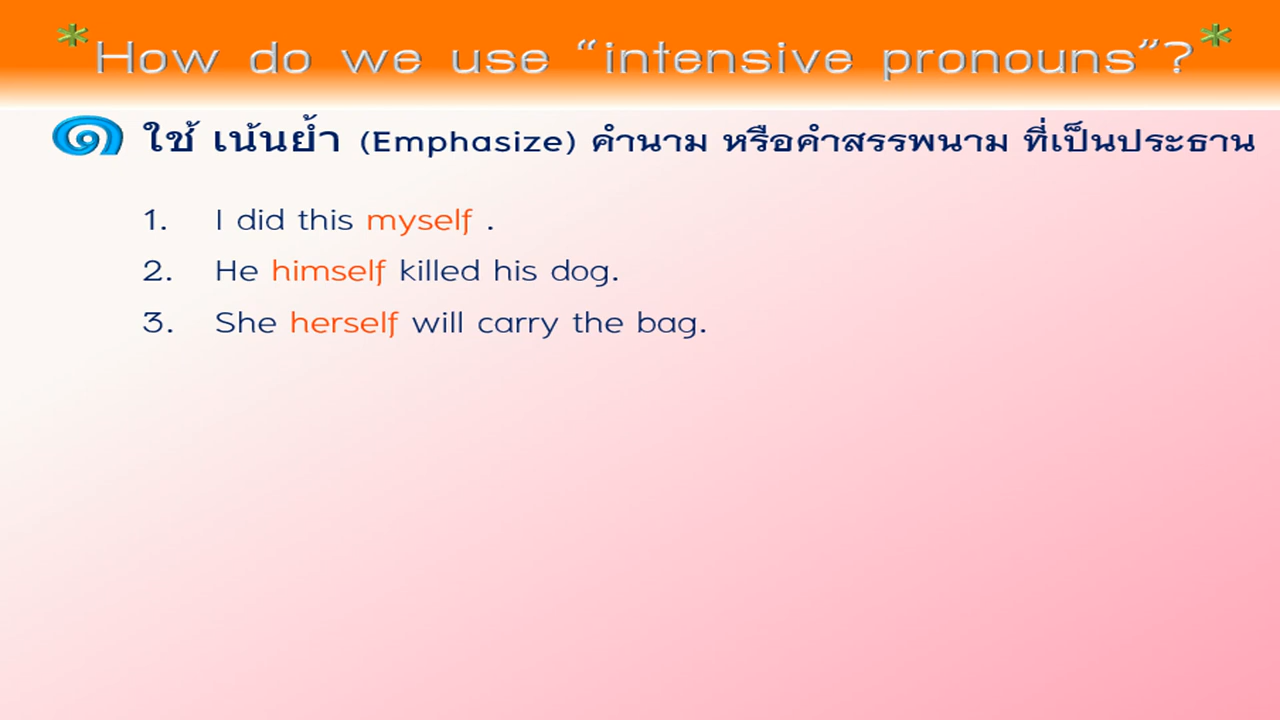 *How do we use “intensive pronouns”?*
๑ ใช้ เน้นย้ำ (Emphasize) คำนาม หรือคำสรรพนาม ที่เป็นประธาน
1. I did this myself .
2. He himself killed his dog.
3. She herself will carry the bag.